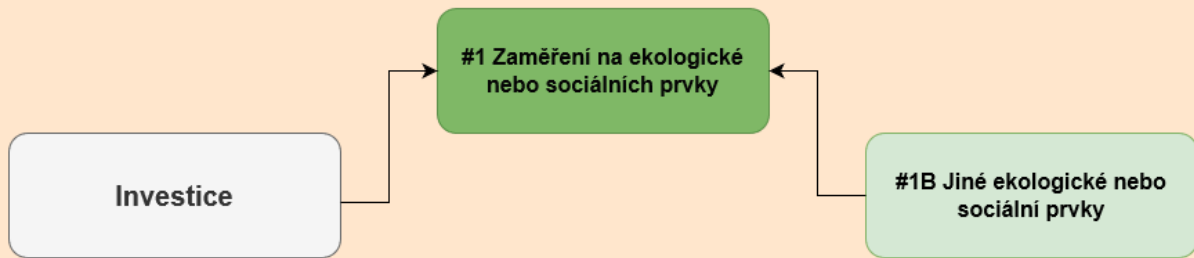 #1 Zaměření na ekologické
nebo sociálních prvky
Investice
#1B Jiné ekologické nebo
sociální prvky